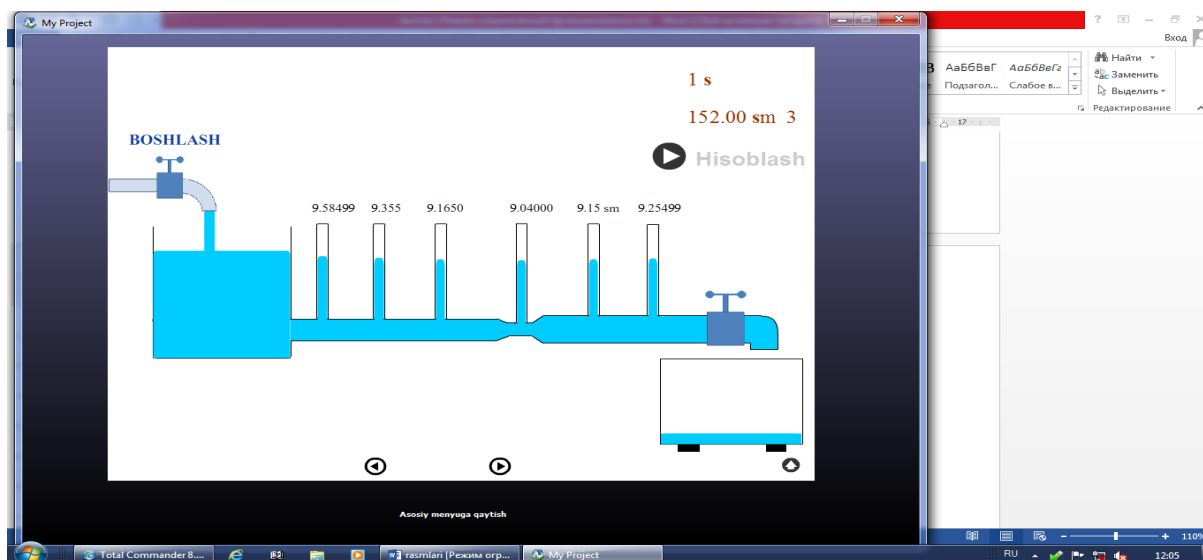 My Project
Вход
1 s
152.00 sm 3
Hisoblash
BOSHLASH
9.58499 9.355 9.1650 9.04000 9.15 sm 9.25499
Asosiy menyuga qaytish
АаБбВвГ АаБбВвГг
Подзагол... Слабое в...
Найти
Заменить
Выделить
Редактирование
17
110%
Total Commander 8.... rasmlari [Режим огр... My Project
RU
12:05